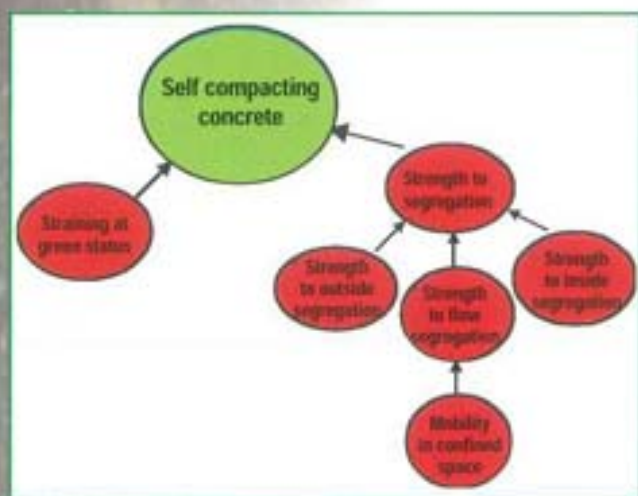 Self compacting
concrete
Straining at
green status
Strength to
segregation
Strength
to outside
segregation
Strength
to flow
segregation
Strength
to inside
segregation
Mobility
in confined
space